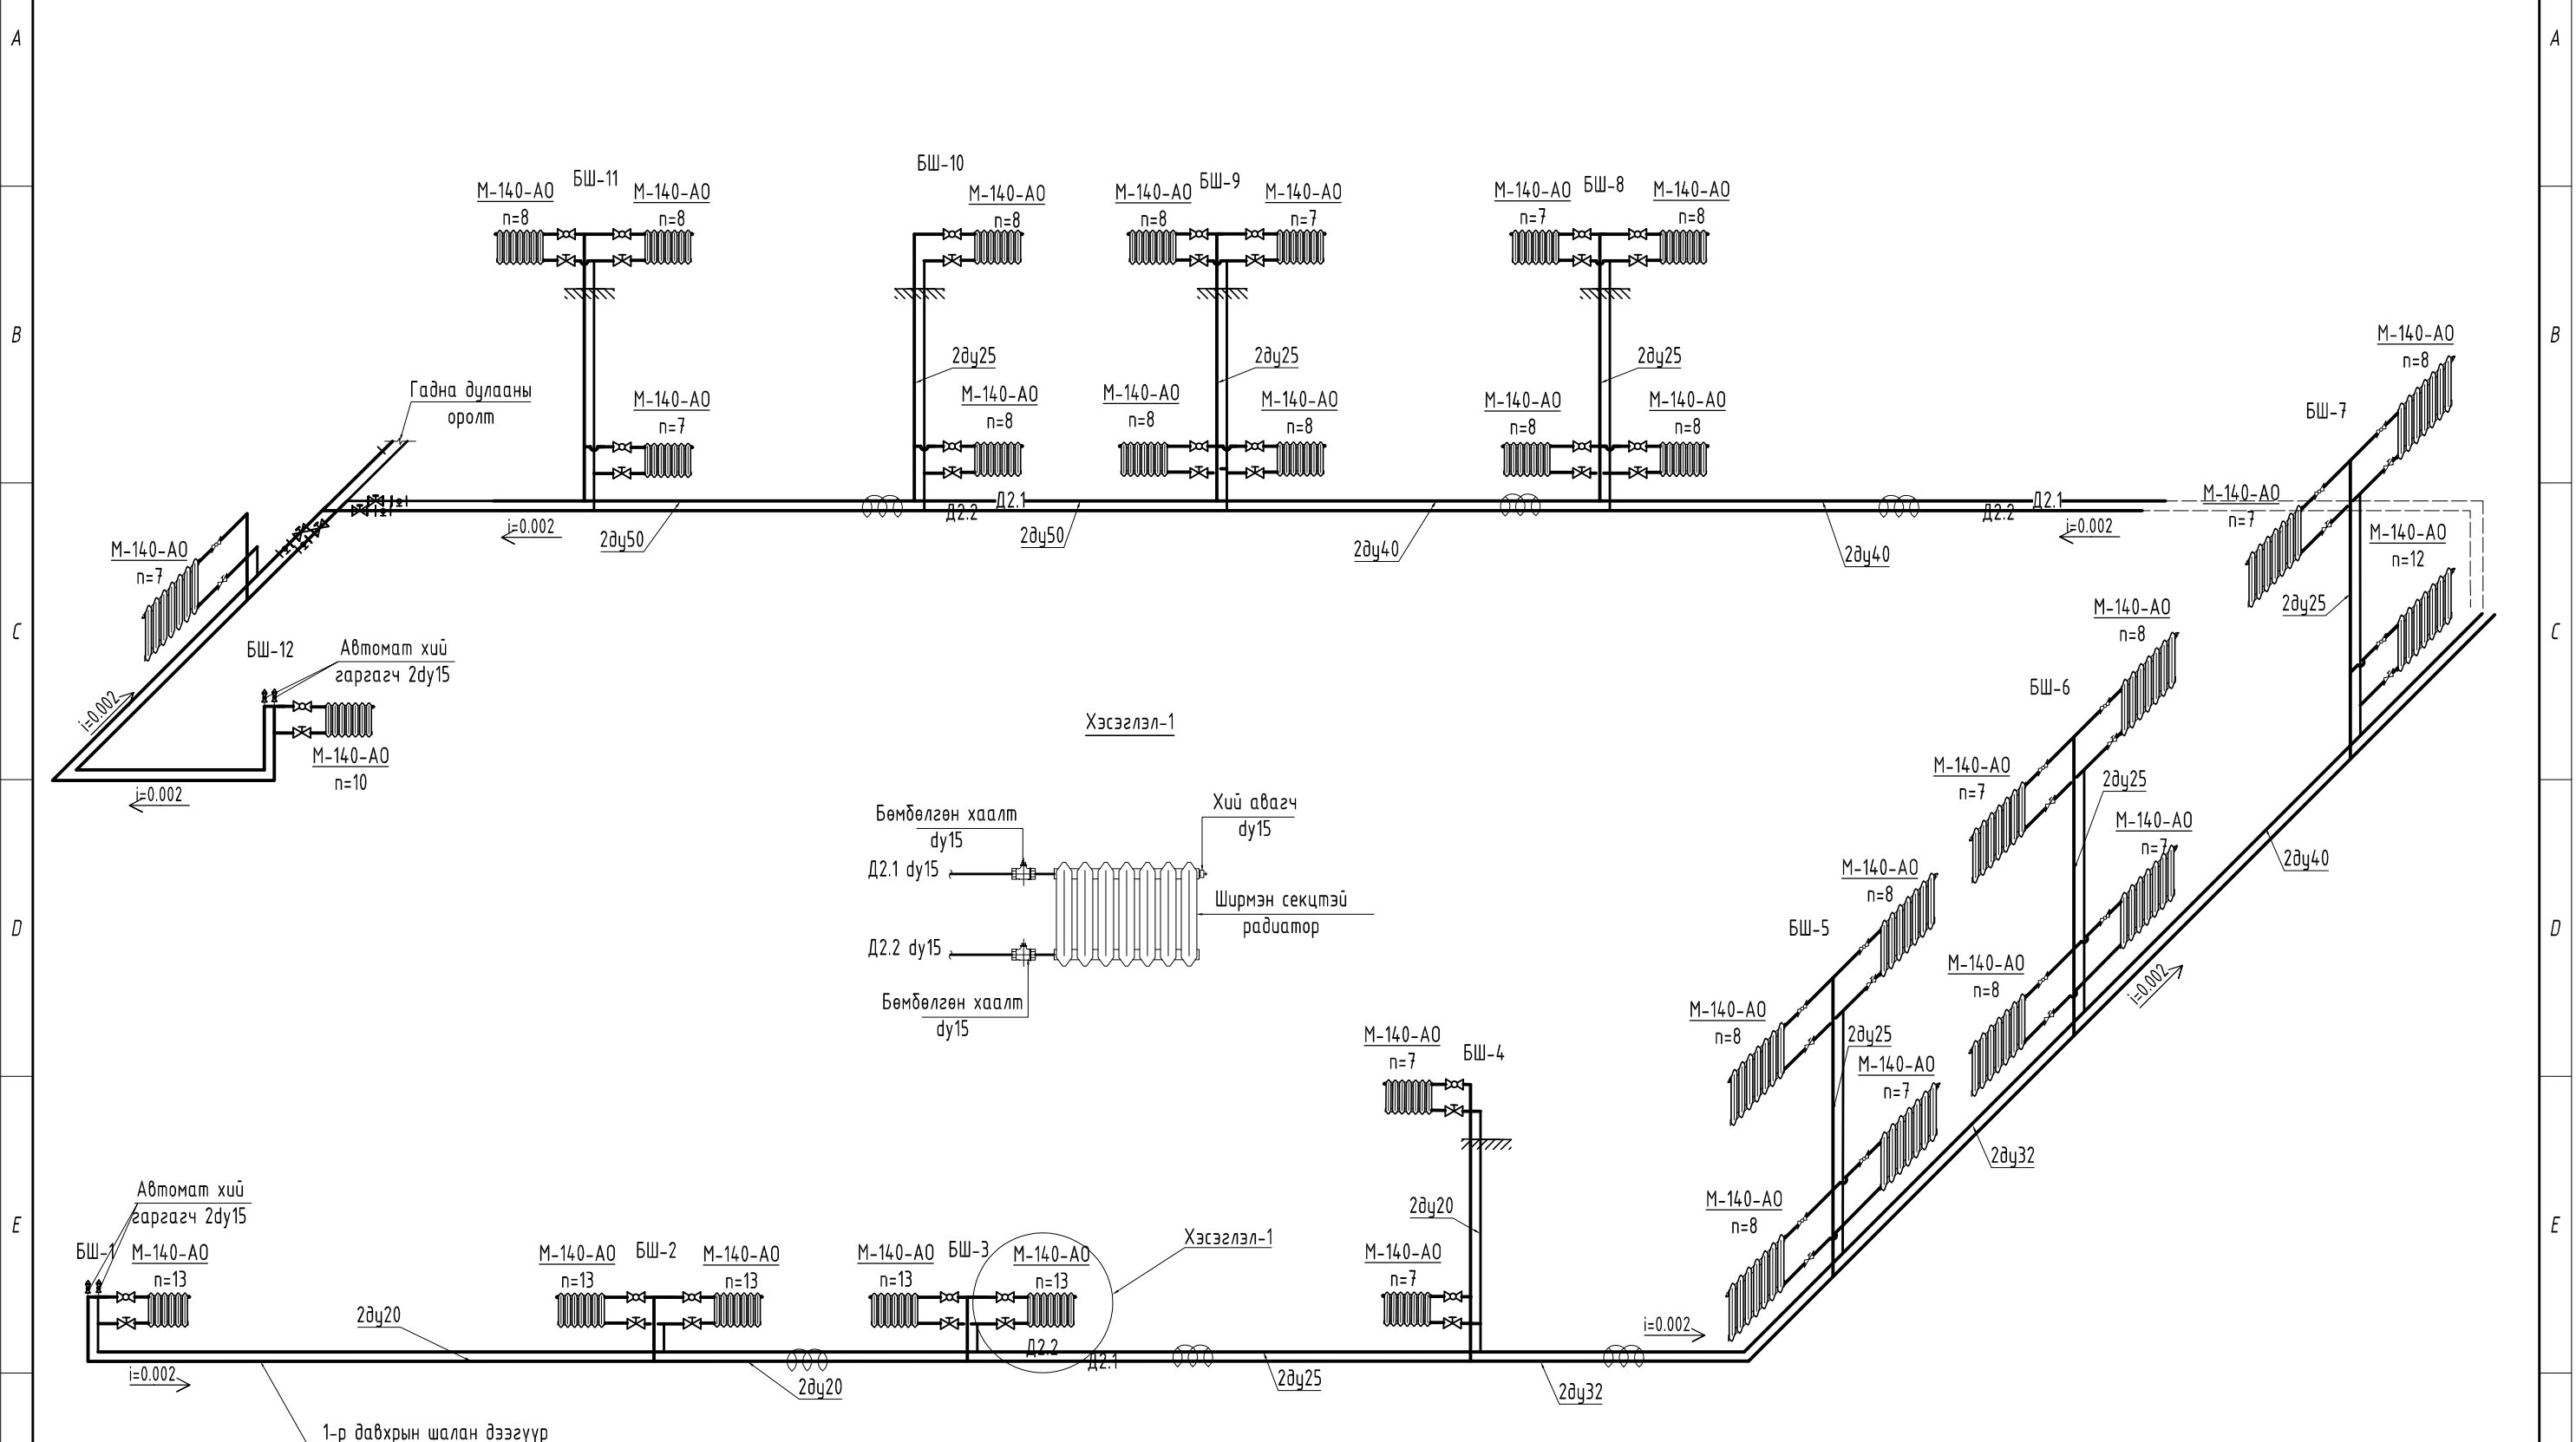 A
A
B
B
C
C
D
D
E
E
БШ-11
М-140-АО
n=8
М-140-АО
n=8
М-140-АО
n=7
БШ-10
М-140-АО
n=8
2ду25
М-140-АО
n=8
БШ-9
М-140-АО
n=8
М-140-АО
n=7
2ду25
М-140-АО
n=8
М-140-АО
n=8
БШ-8
М-140-АО
n=7
М-140-АО
n=8
2ду25
М-140-АО
n=8
М-140-АО
n=8
Гадна дулааны
оролт
i=0.002
2ду50
Д2.2
Д2.1
2ду50
2ду40
2ду40
Д2.2
Д2.1
i=0.002
БШ-7
М-140-АО
n=8
М-140-АО
n=7
М-140-АО
n=12
2ду25
М-140-АО
n=7
БШ-12
Автомат хий
гаргагч 2dy15
i=0.002
М-140-АО
n=10
i=0.002
Хэсэглэл-1
Бөмбөлгөн хаалт
dy15
Хий авагч
dy15
Д2.1 dy15
Ширмэн секцтэй
радиатор
Д2.2 dy15
Бөмбөлгөн хаалт
dy15
БШ-6
М-140-АО
n=8
М-140-АО
n=7
2ду25
М-140-АО
n=7
М-140-АО
n=8
2ду40
i=0.002
БШ-5
М-140-АО
n=8
М-140-АО
n=8
2ду25
М-140-АО
n=7
М-140-АО
n=8
2ду32
БШ-4
М-140-АО
n=7
2ду20
М-140-АО
n=7
Автомат хий
гаргагч 2dy15
БШ-1
М-140-АО
n=13
2ду20
i=0.002
БШ-2
М-140-АО
n=13
М-140-АО
n=13
2ду20
БШ-3
М-140-АО
n=13
М-140-АО
n=13
Хэсэглэл-1
Д2.2
Д2.1
2ду25
2ду32
i=0.002
1-р давхрын шалан дээгүүр